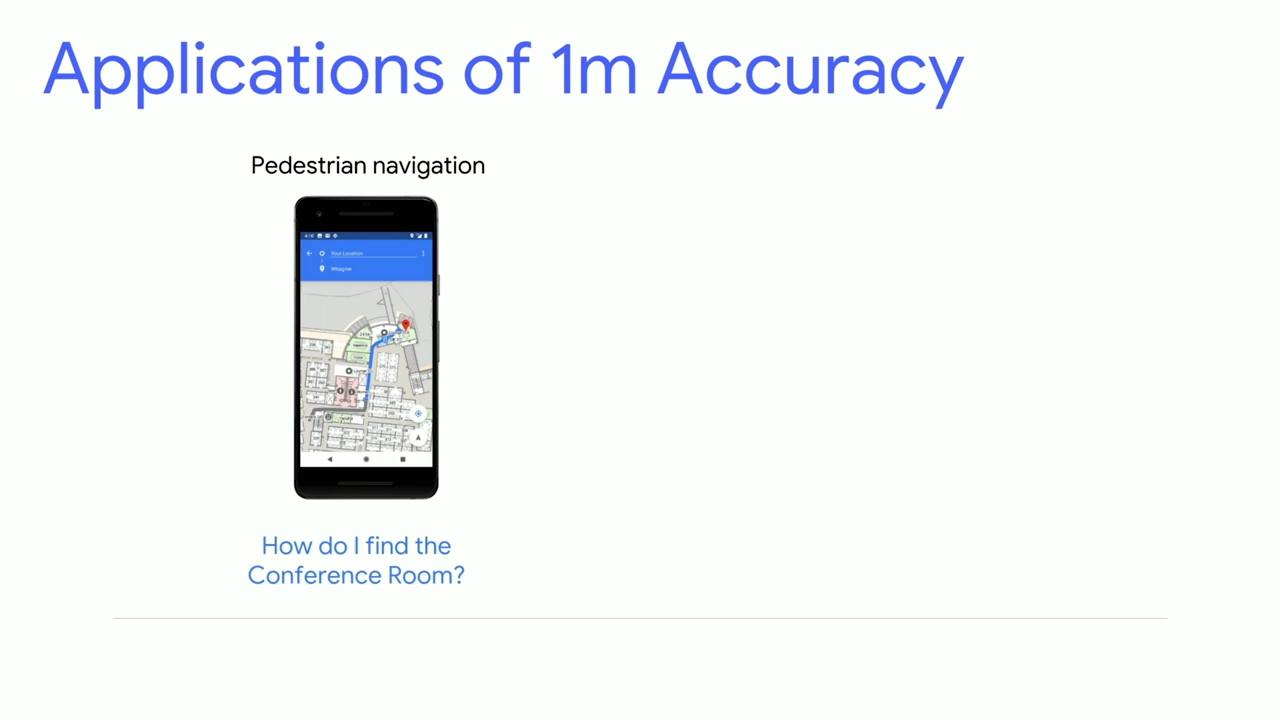 Applications of 1m Accuracy
Pedestrian navigation
Your Location
How do I find the
Conference Room?